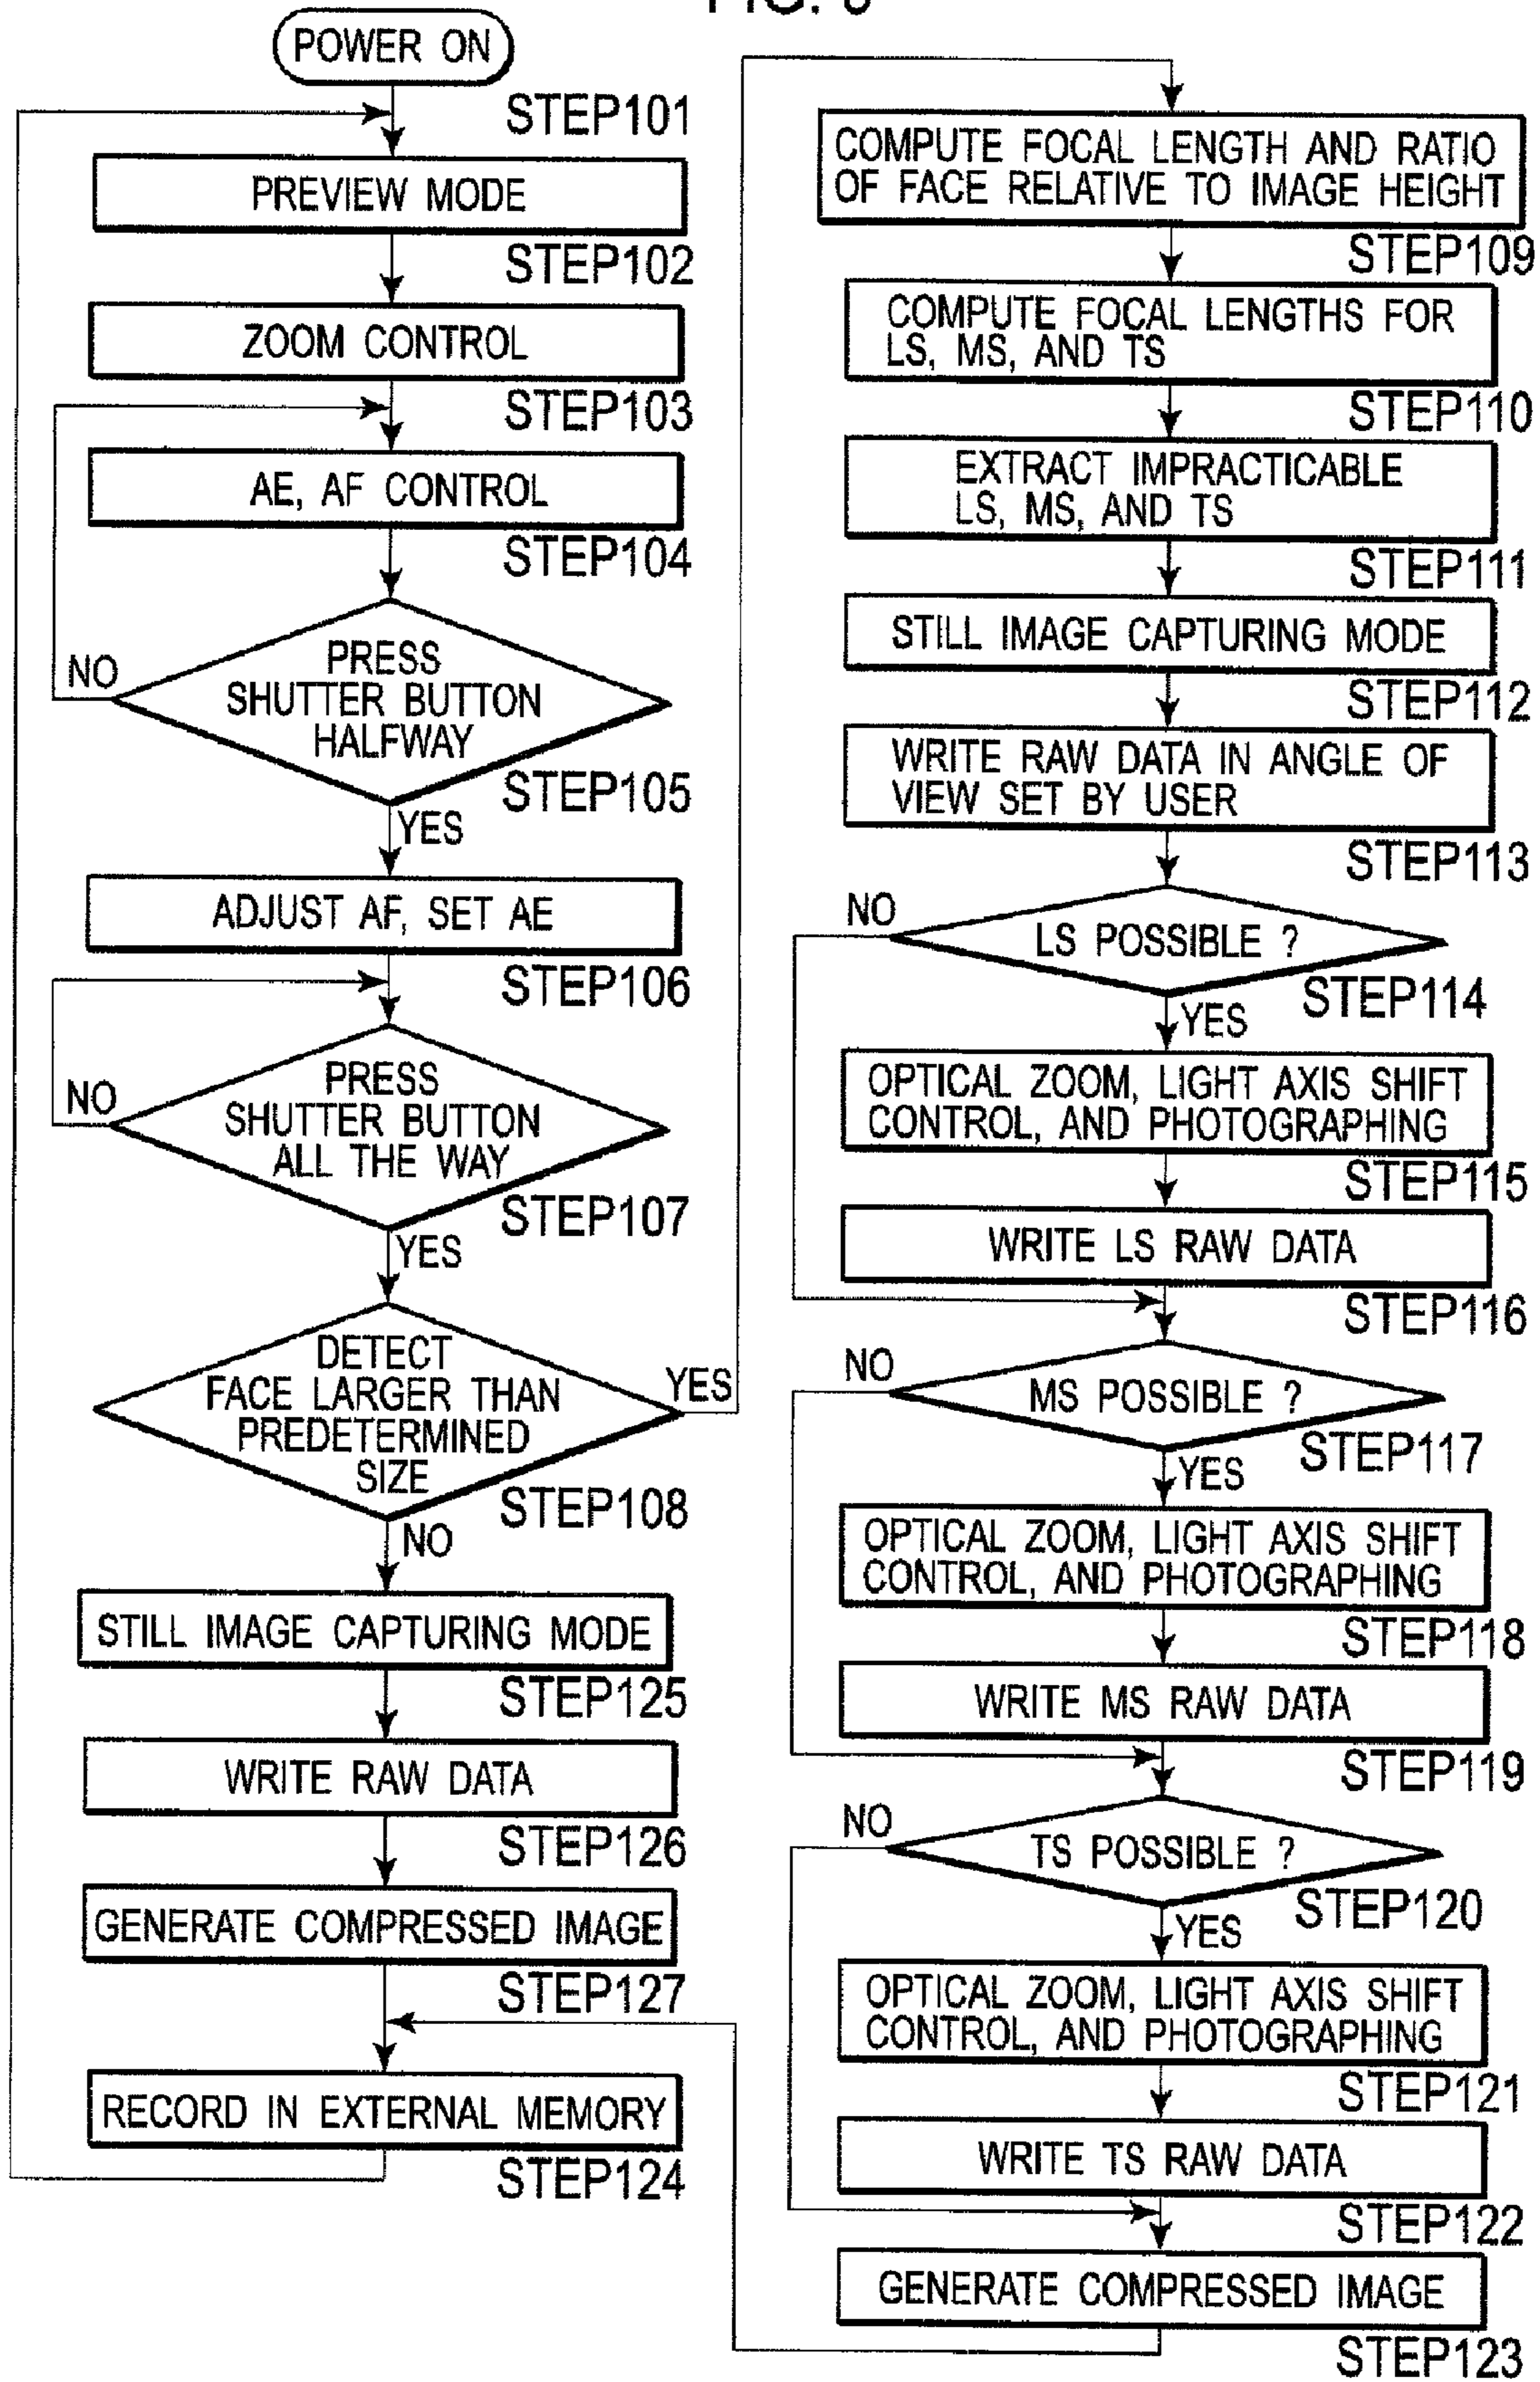 FIG.
POWER ON
STEP101
PREVIEW MODE
STEP102
ZOOM CONTROL
STEP103
AE, AF CONTROL
STEP104
NO
PRESS
SHUTTER BUTTON
HALFWAY
STEP105
YES
ADJUST AF, SET AE
STEP106
NO
PRESS
SHUTTER BUTTON
ALL THE WAY
STEP107
YES
DETECT
FACE LARGER THAN
PREDETERMINED
SIZE
YES
STEP108
NO
STILL IMAGE CAPTURING MODE
STEP125
WRITE RAW DATA
STEP126
GENERATE COMPRESSED IMAGE
STEP127
RECORD IN EXTERNAL MEMORY
STEP124
COMPUTE FOCAL LENGTH AND RATIO
OF FACE RELATIVE TO IMAGE HEIGHT
STEP109
COMPUTE FOCAL LENGTHS FOR
LS, MS, AND TS
STEP110
EXTRACT IMPRACTICABLE
LS, MS, AND TS
STEP111
STILL IMAGE CAPTURING MODE
STEP112
WRITE RAW DATA IN ANGLE OF
VIEW SET BY USER
STEP113
NO
LS POSSIBLE ?
STEP114
YES
OPTICAL ZOOM, LIGHT AXIS SHIFT
CONTROL, AND PHOTOGRAPHING
STEP115
WRITE LS RAW DATA
STEP116
NO
MS POSSIBLE ?
STEP117
YES
OPTICAL ZOOM, LIGHT AXIS SHIFT
CONTROL, AND PHOTOGRAPHING
STEP118
WRITE MS RAW DATA
STEP119
NO
TS POSSIBLE ?
STEP120
YES
OPTICAL ZOOM, LIGHT AXIS SHIFT
CONTROL, AND PHOTOGRAPHING
STEP121
WRITE TS RAW DATA
STEP122
GENERATE COMPRESSED IMAGE
STEP123